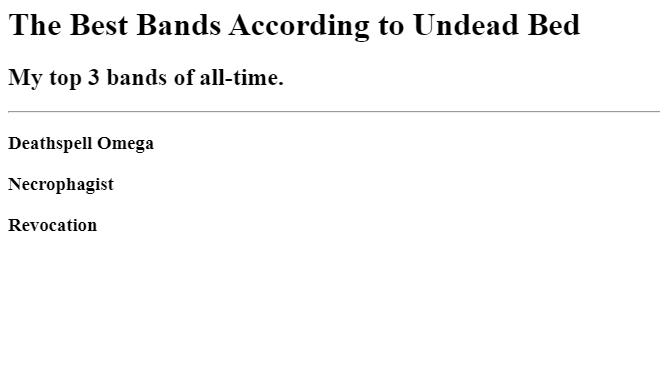 The Best Bands According to Undead Bed
My top 3 bands of all-time.
Deathspell Omega
Necrophagist
Revocation